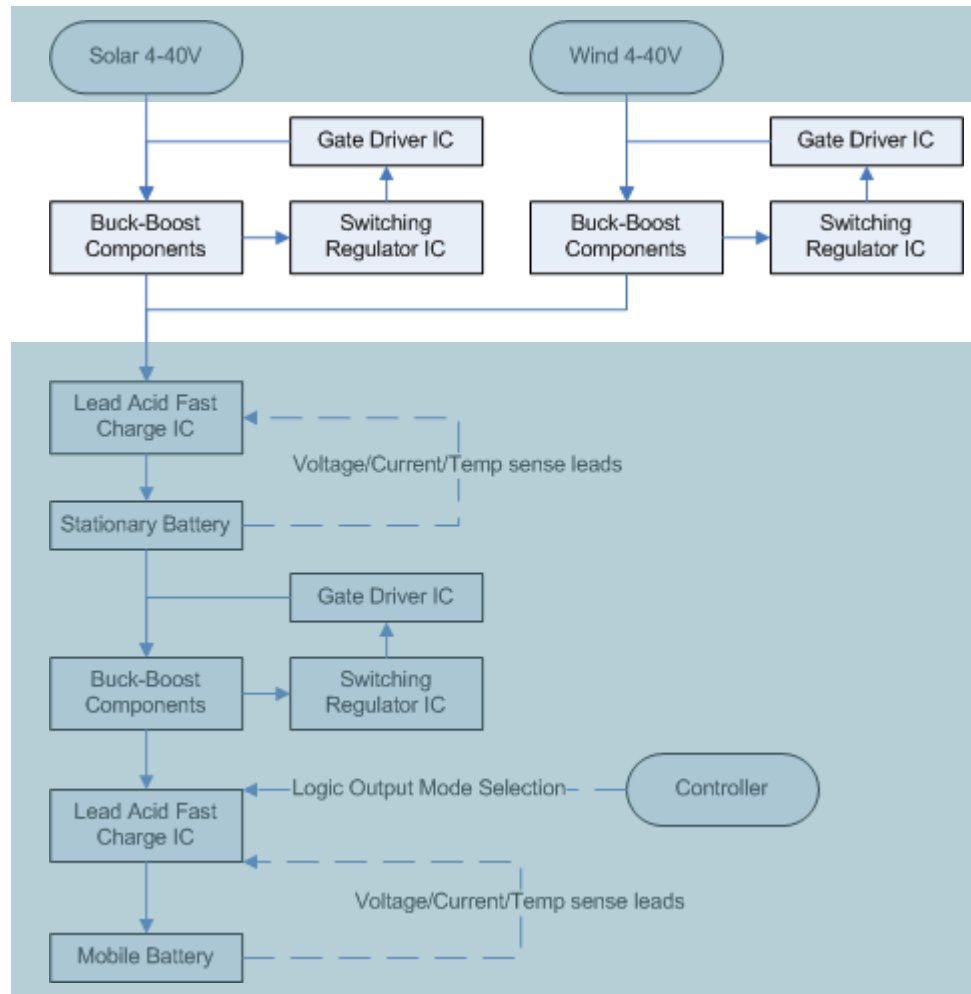 Solar 4-40V
Wind 4-40V
Gate Driver IC
Gate Driver IC
Buck-Boost
Components
Switching
Regulator IC
Buck-Boost
Components
Switching
Regulator IC
Lead Acid Fast
Charge IC
Voltage/Current/Temp sense leads
Stationary Battery
Gate Driver IC
Buck-Boost
Components
Switching
Regulator IC
Logic Output Mode Selection
Controller
Lead Acid Fast
Charge IC
Voltage/Current/Temp sense leads
Mobile Battery